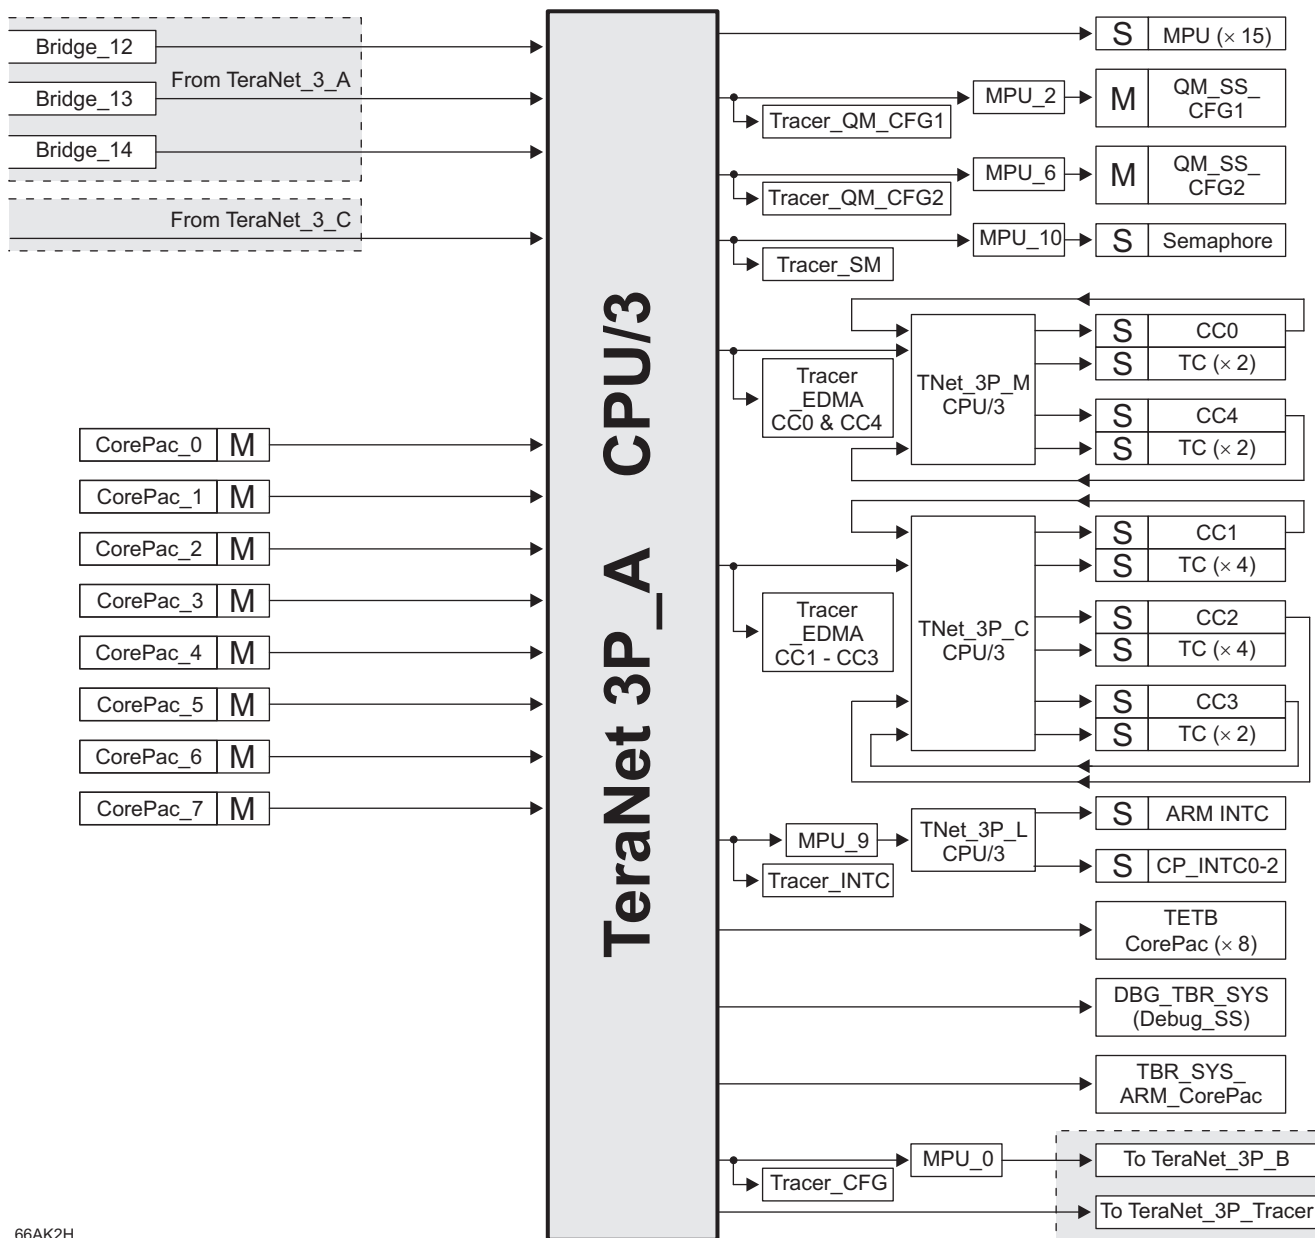 Bridge_12
From TeraNet_3_A
Bridge_13
Bridge_14
From TeraNet_3_C
CorePac_0 M
CorePac_1 M
CorePac_2 M
CorePac_3 M
CorePac_4 M
CorePac_5 M
CorePac_6 M
CorePac_7 M
TeraNet 3P_A CPU/3
S MPU (× 15)
MPU_2
M QM_SS_
CFG1
Tracer_QM_CFG1
MPU_6
M QM_SS_
CFG2
Tracer_QM_CFG2
MPU_10
S Semaphore
Tracer_SM
Tracer
_EDMA
CC0 & CC4
TNet_3P_M
CPU/3
S CC0
S TC (× 2)
S CC4
S TC (× 2)
Tracer
_EDMA
CC1 - CC3
TNet_3P_C
CPU/3
S CC1
S TC (× 4)
S CC2
S TC (× 4)
S CC3
S TC (× 2)
MPU_9
Tracer_INTC
TNet_3P_L
CPU/3
S ARM INTC
S CP_INTC0-2
TETB
CorePac (× 8)
DBG_TBR_SYS
(Debug_SS)
TBR_SYS_
ARM_CorePac
MPU_0
Tracer_CFG
To TeraNet_3P_B
To TeraNet_3P_Tracer
66AK2H